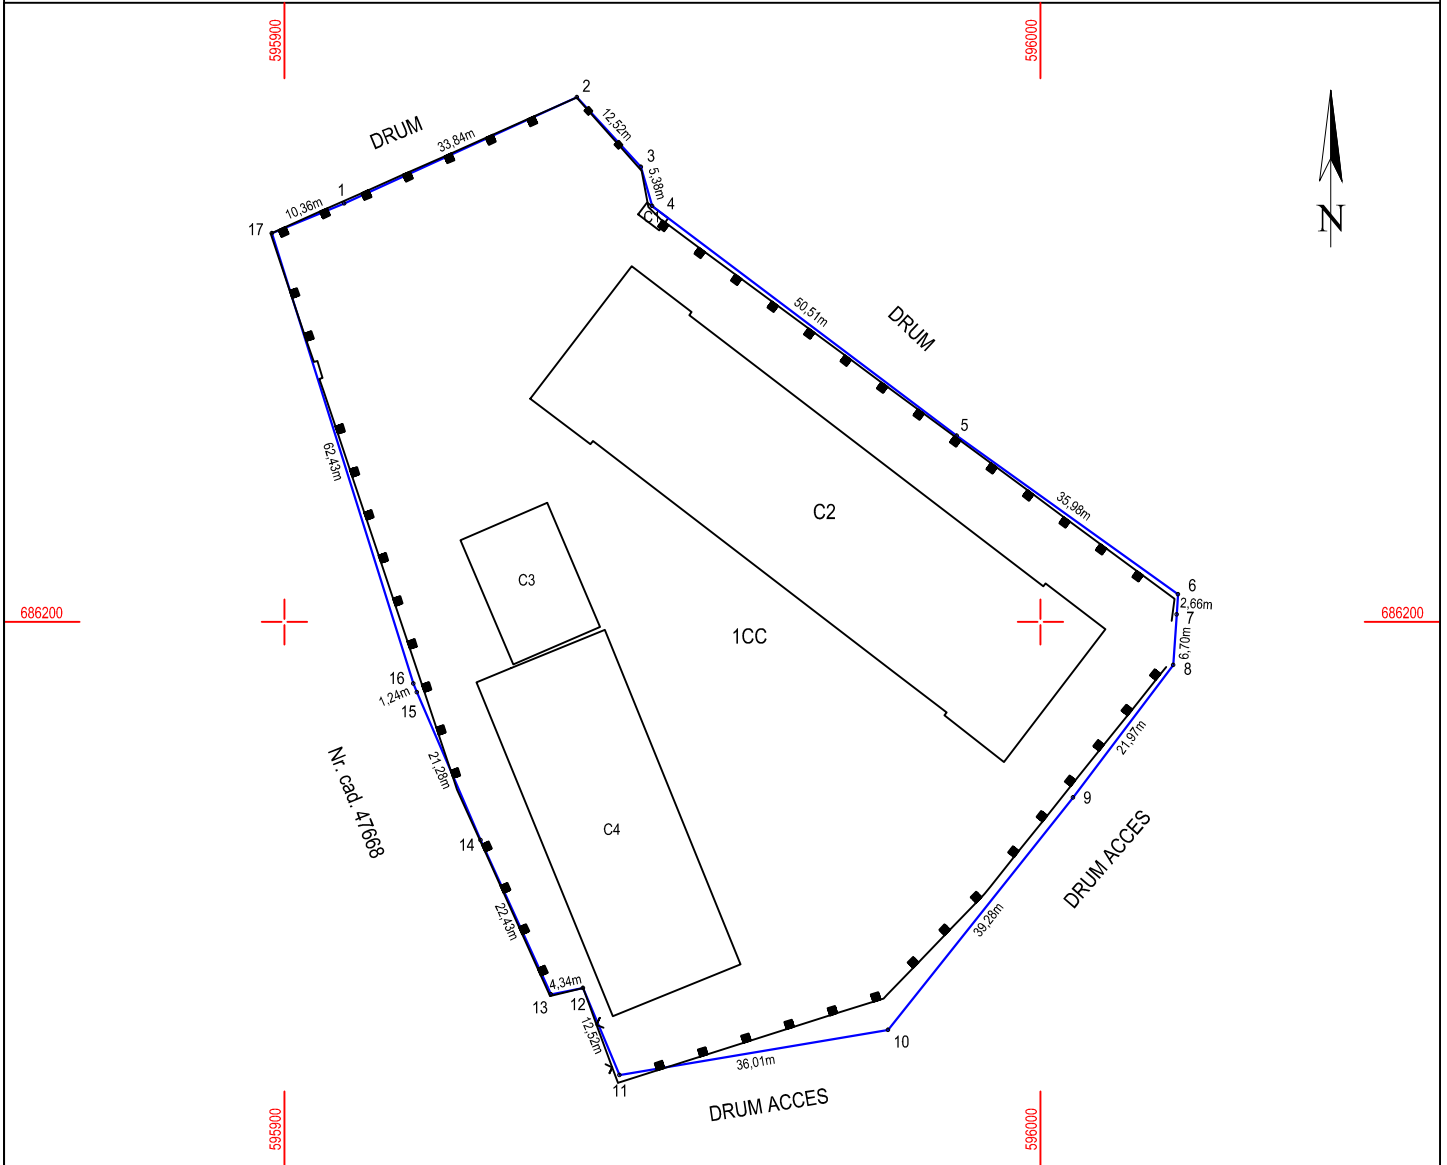 595900
596000
2
DRUM
12,52m
33,84m
3
5,38m
1
10,36m
4
17
C1
N
50,51m
DRUM
5
62,43m
35,98m
C2
C3
6
2,66m
686200
686200
7
1CC
6,70m
8
16
1,24m
15
21,97m
21,28m
9
Nr. cad. 47668
C4
14
DRUM ACCES
22,43m
39,28m
4,34m
13
12
12,52m
10
36,01m
11
DRUM ACCES
595900
596000